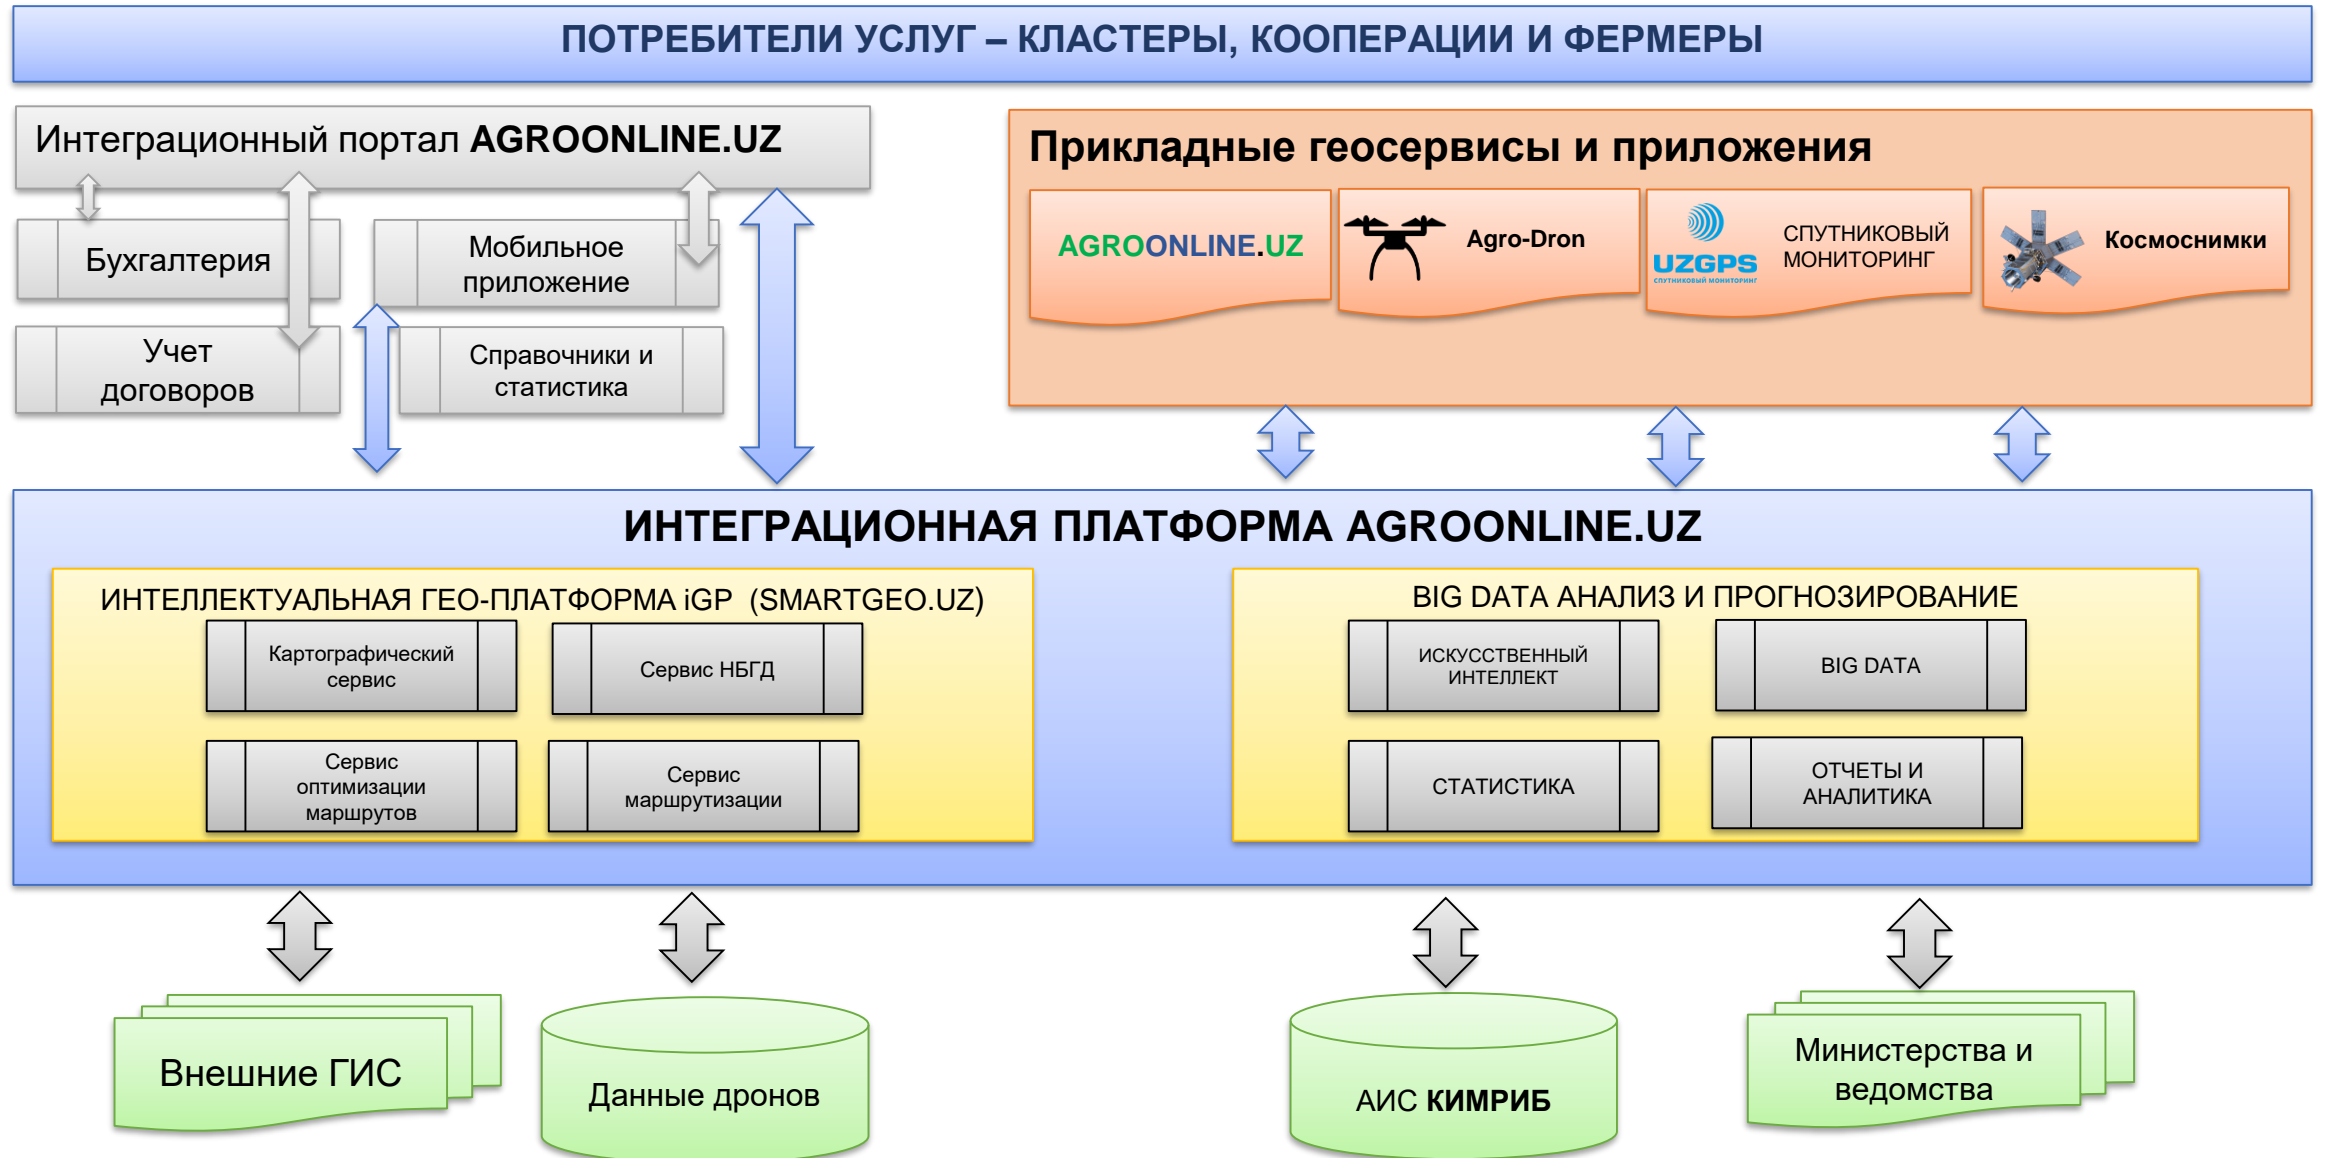 ПОТРЕБИТЕЛИ УСЛУГ – КЛАСТЕРЫ, КООПЕРАЦИИ И ФЕРМЕРЫ
Интеграционный портал AGROONLINE.UZ
Бухгалтерия
Мобильное
приложение
Учет
договоров
Справочники и
статистика
Прикладные геосервисы и приложения
AGROONLINE.UZ
Agro-Dron
UZGPS
СПУТНИКОВЫЙ МОНИТОРИНГ
СПУТНИКОВЫЙ
МОНИТОРИНГ
Космоснимки
ИНТЕГРАЦИОННАЯ ПЛАТФОРМА AGROONLINE.UZ
ИНТЕЛЛЕКТУАЛЬНАЯ ГЕО-ПЛАТФОРМА iGP (SMARTGEO.UZ)
Картографический
сервис
Сервис НБГД
Сервис
оптимизации
маршрутов
Сервис
маршрутизации
BIG DATA АНАЛИЗ И ПРОГНОЗИРОВАНИЕ
ИСКУССТВЕННЫЙ
ИНТЕЛЛЕКТ
BIG DATA
СТАТИСТИКА
ОТЧЕТЫ И
АНАЛИТИКА
Внешние ГИС
Данные дронов
АИС КИМРИБ
Министерства и
ведомства